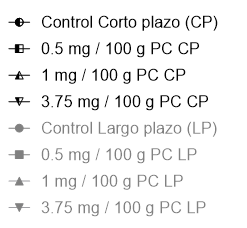 Control Corto plazo (CP)
0.5 mg / 100 g PC CP
1 mg / 100 g PC CP
3.75 mg / 100 g PC CP
Control Largo plazo (LP)
0.5 mg / 100 g PC LP
1 mg / 100 g PC LP
3.75 mg / 100 g PC LP